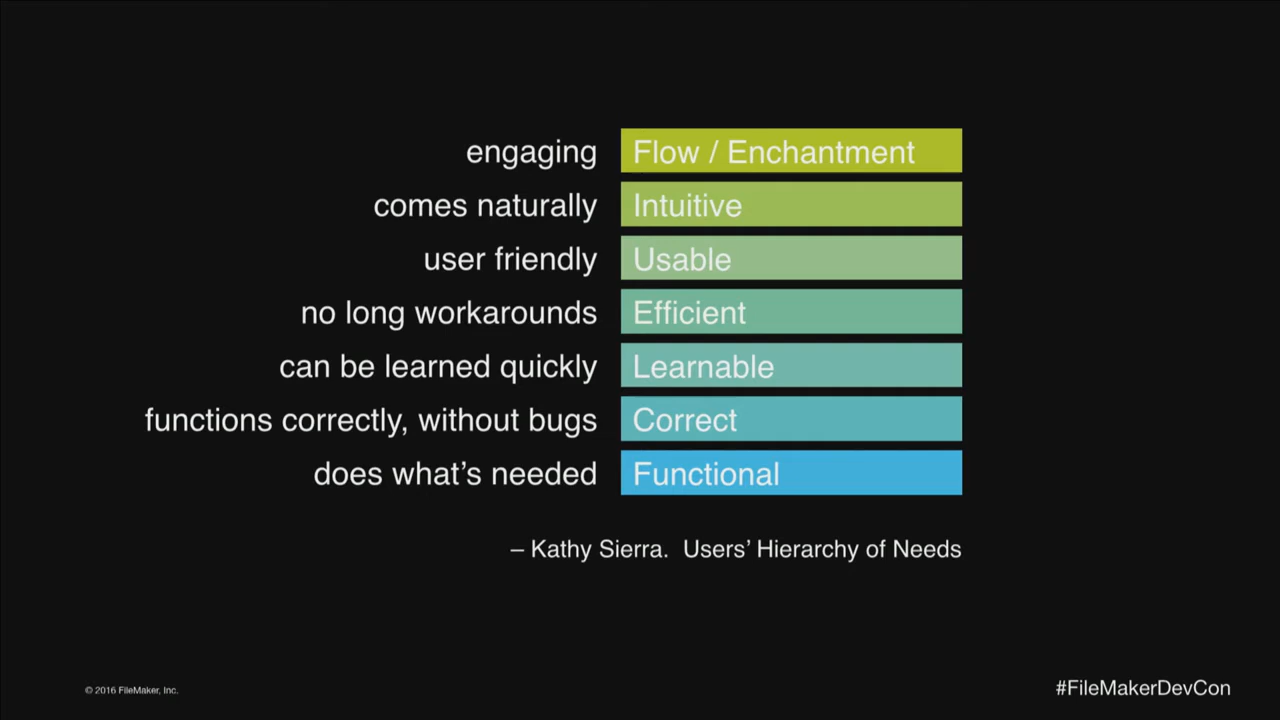 engaging Flow / Enchantment
comes naturally Intuitive
user friendly Usable
no long workarounds Efficient
can be learned quickly Learnable
functions correctly, without bugs Correct
does what’s needed Functional
– Kathy Sierra.  Users’ Hierarchy of Needs
© 2016 FileMaker, Inc.
#FileMakerDevCon